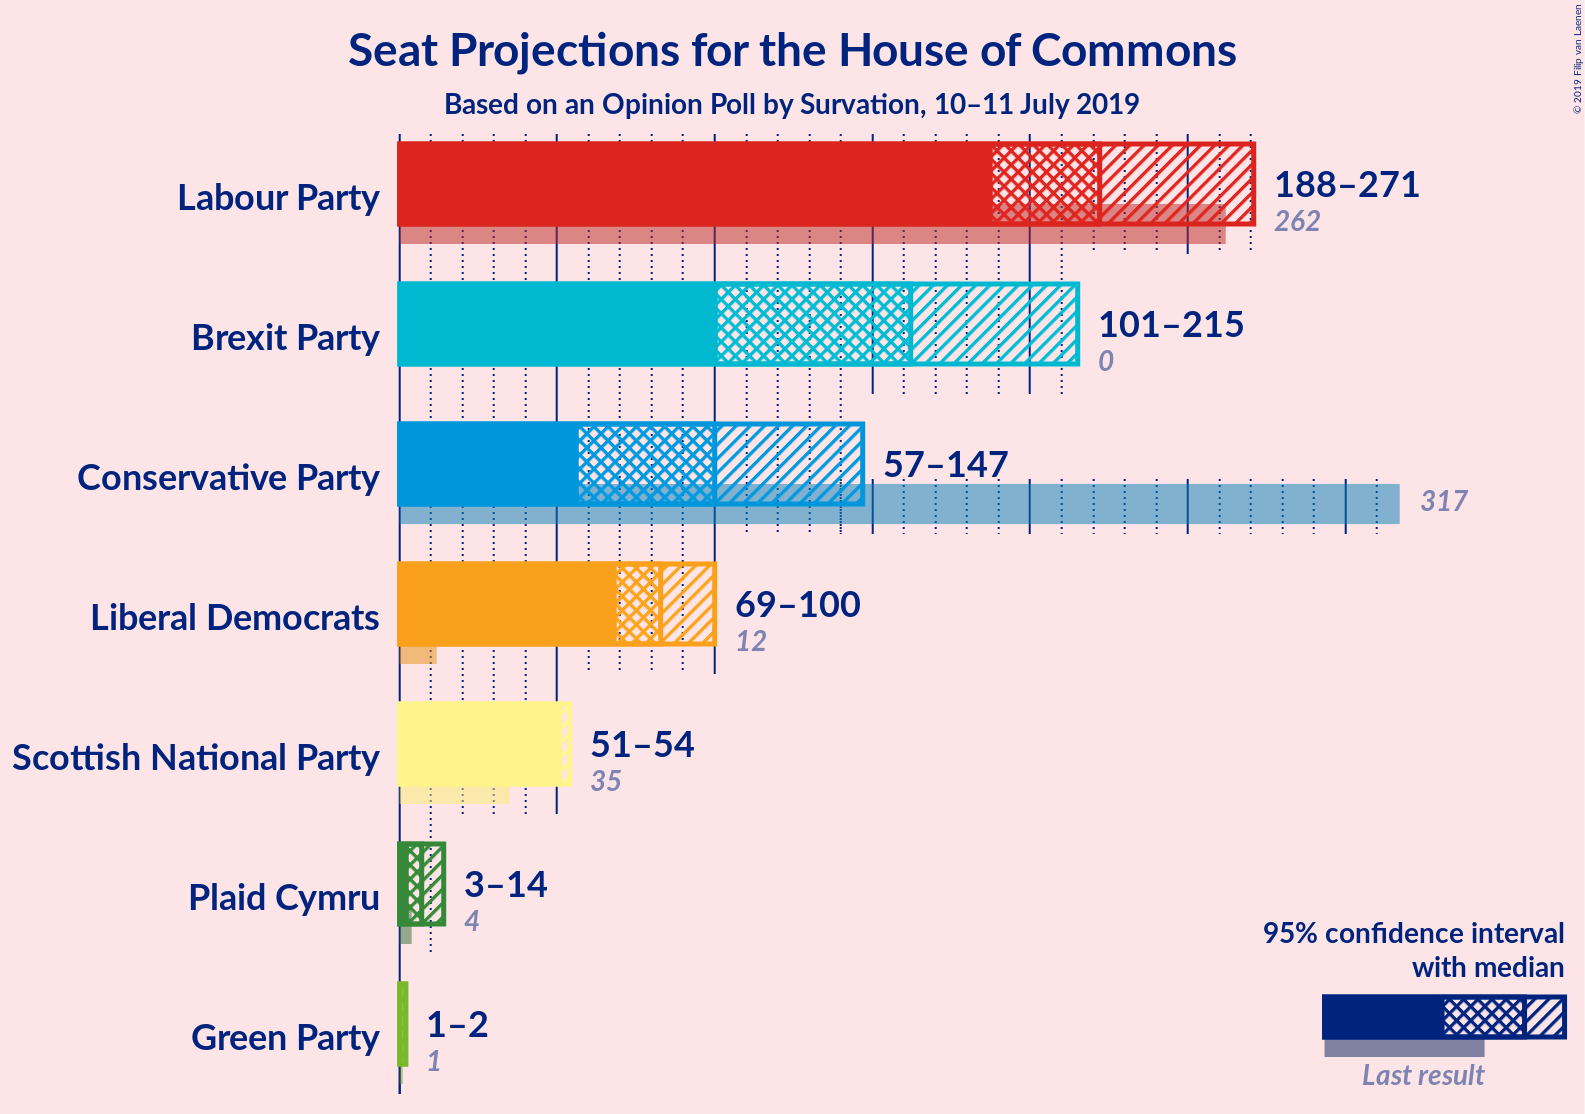 Seat Projections for the House of Commons
Based on an Opinion Poll by Survation, 10–11 July 2019
© 2019 Filip van Laenen
Labour Party
188–271
262
Brexit Party
101–215
0
Conservative Party
57–147
317
Liberal Democrats
69–100
12
Scottish National Party
51–54
35
Plaid Cymru
3–14
4
Green Party
1–2
1
95% confidence interval
with median
Last result